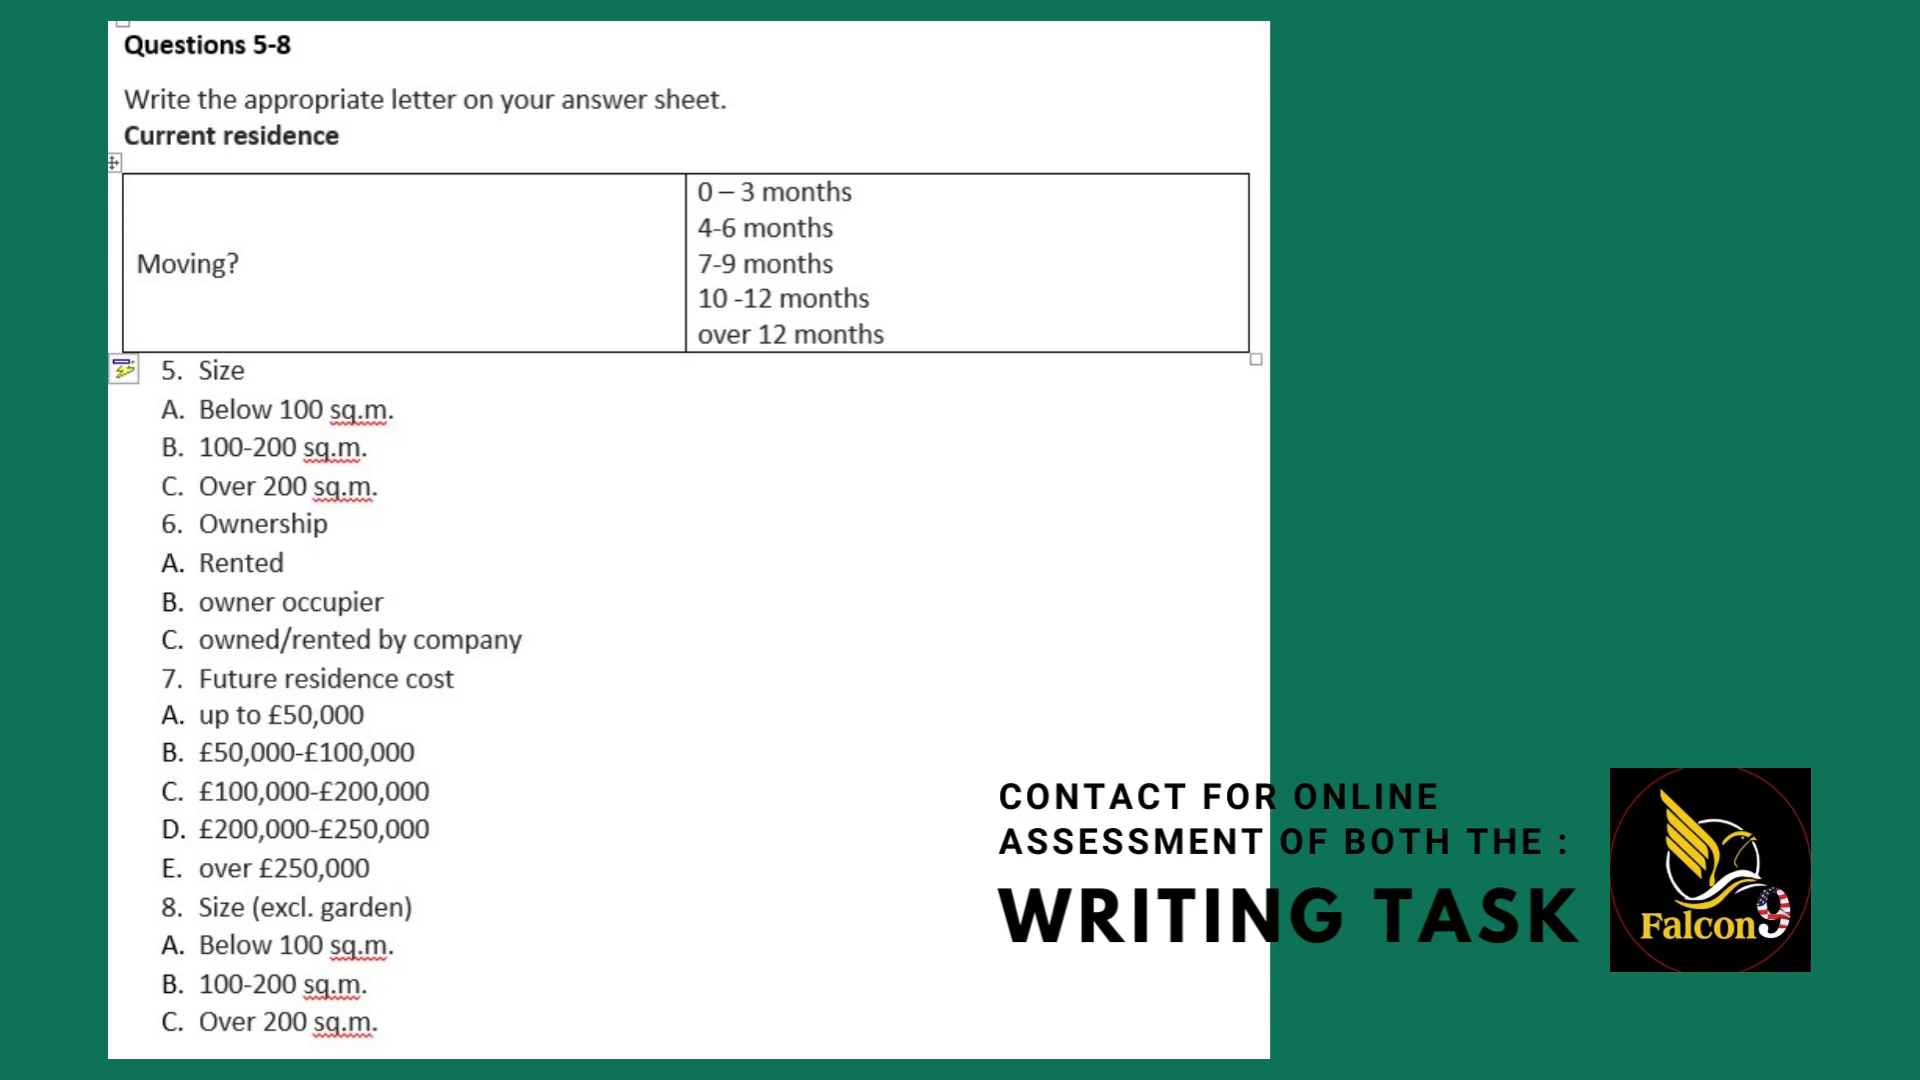 Questions 5-8
Write the appropriate letter on your answer sheet.
Current residence
Moving?
0 – 3 months
4-6 months
7-9 months
10 -12 months
over 12 months
5. Size
A. Below 100 sq.m.
B. 100-200 sq.m.
C. Over 200 sq.m.
6. Ownership
A. Rented
B. owner occupier
C. owned/rented by company
7. Future residence cost
A. up to £50,000
B. £50,000-£100,000
C. £100,000-£200,000
D. £200,000-£250,000
E. over £250,000
8. Size (excl. garden)
A. Below 100 sq.m.
B. 100-200 sq.m.
C. Over 200 sq.m.
CONTACT FOR ONLINE
ASSESSMENT OF BOTH THE :
WRITING TASK
Falcon9